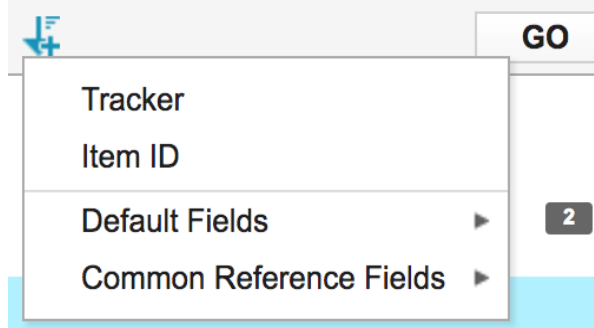 GO
Tracker
Item ID
Default Fields
2
Common Reference Fields